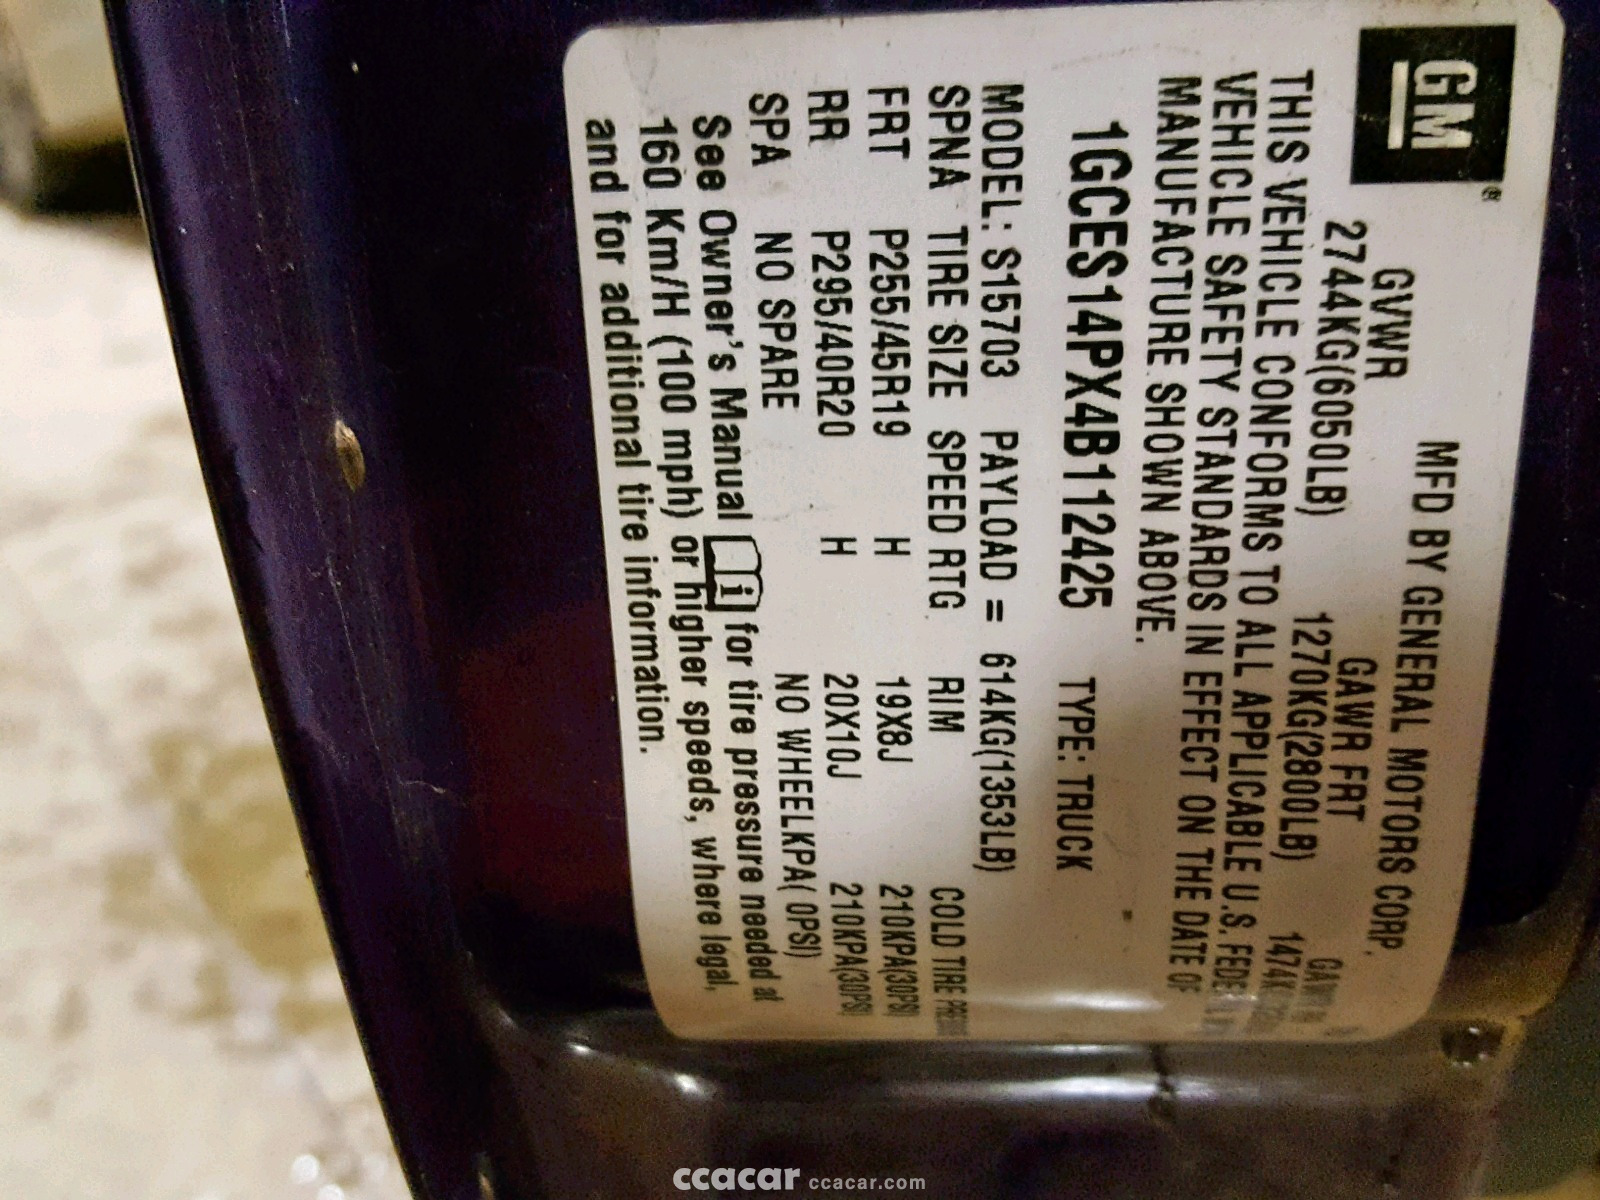 GM®
MFD BY GENERAL MOTORS CORP.
GVWR GAWR FRT
2744KG(6050LB) 1270KG(2800LB)
THIS VEHICLE CONFORMS TO ALL APPLICABLE U.S.
VEHICLE SAFETY STANDARDS IN EFFECT ON THE DATE OF
MANUFACTURE SHOWN ABOVE.
1GCES14PX4B112425 TYPE: TRUCK
MODEL: S15703 PAYLOAD = 614KG(1353LB)
SPNA TIRE SIZE SPEED RTG RIM COLD TIRE
FRT P255/45R19 H 19X8J 210KPA(30PSI)
RR P295/40R20 H 20X10J 210KPA(30PSI)
SPA NO SPARE NO WHEELKPA( 0PSI)
See Owner's Manual for tire pressure needed at
160 Km/H (100 mph) or higher speeds, where legal,
and for additional tire information.
ccacar ccacar.com